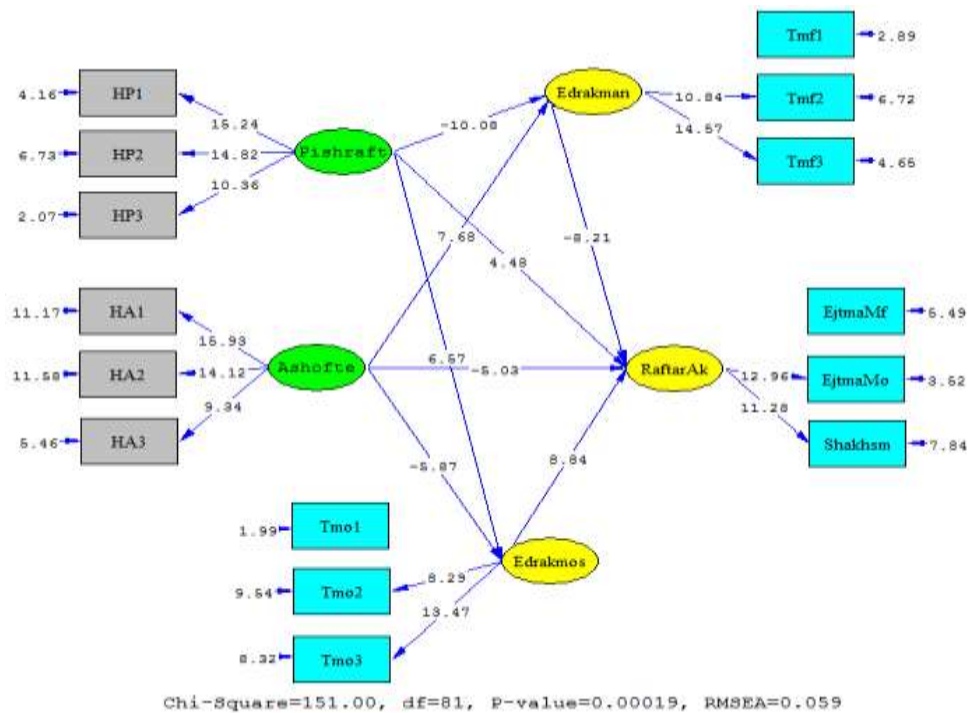 Tmf1
2.89
4.16
HP1
Edrakman
10.84
Tmf2
6.72
15.24
-10.08
14.57
6.73
HP2
14.82
Pishraft
Tmf3
4.65
10.36
2.07
HP3
7.68
-8.21
4.48
11.17
HA1
EjtmaMf
5.49
15.93
11.58
HA2
14.12
Ashofte
6.57
-5.03
RaftarAk
12.96
EjtmaMo
3.52
9.34
11.28
5.46
HA3
Shakhsm
7.84
-5.87
8.84
1.99
Tmo1
Edrakmos
8.29
9.54
Tmo2
13.47
8.32
Tmo3
Chi-Square=151.00, df=81, P-value=0.00019, RMSEA=0.059